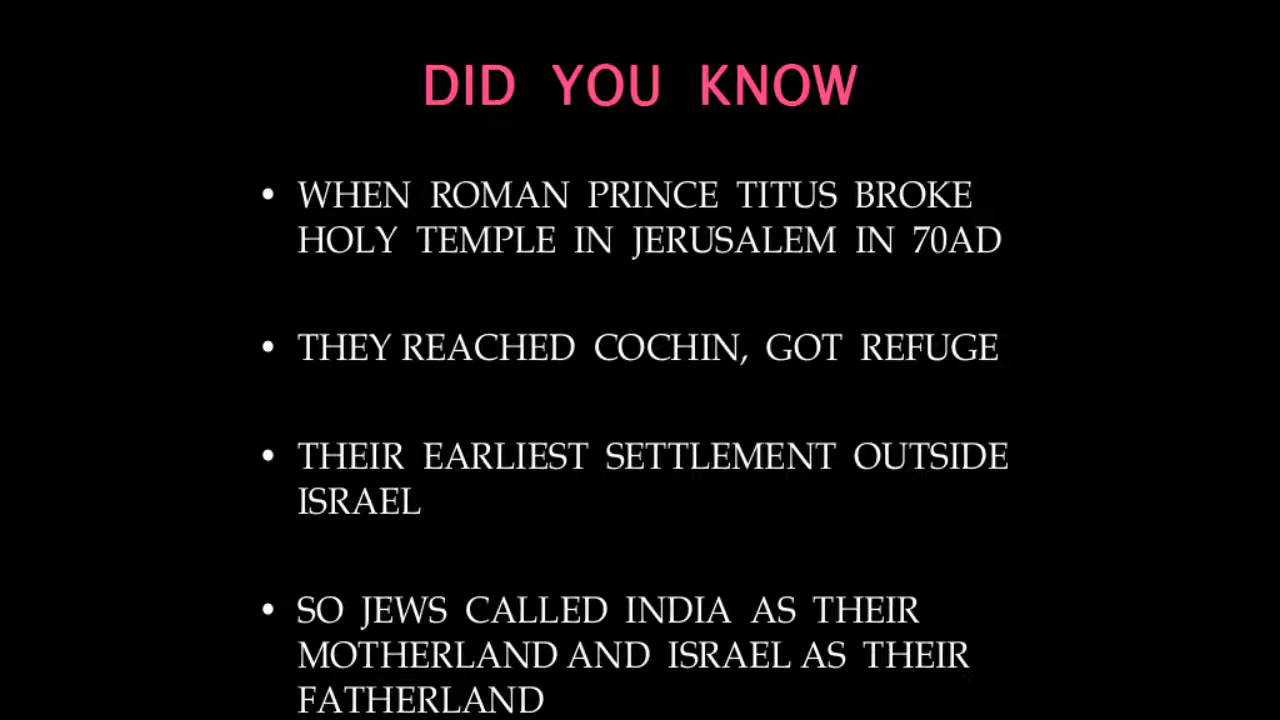 DID YOU KNOW
• WHEN ROMAN PRINCE TITUS BROKE
HOLY TEMPLE IN JERUSALEM IN 70AD
• THEY REACHED COCHIN, GOT REFUGE
• THEIR EARLIEST SETTLEMENT OUTSIDE
ISRAEL
• SO JEWS CALLED INDIA AS THEIR
MOTHERLAND AND ISRAEL AS THEIR
FATHERLAND